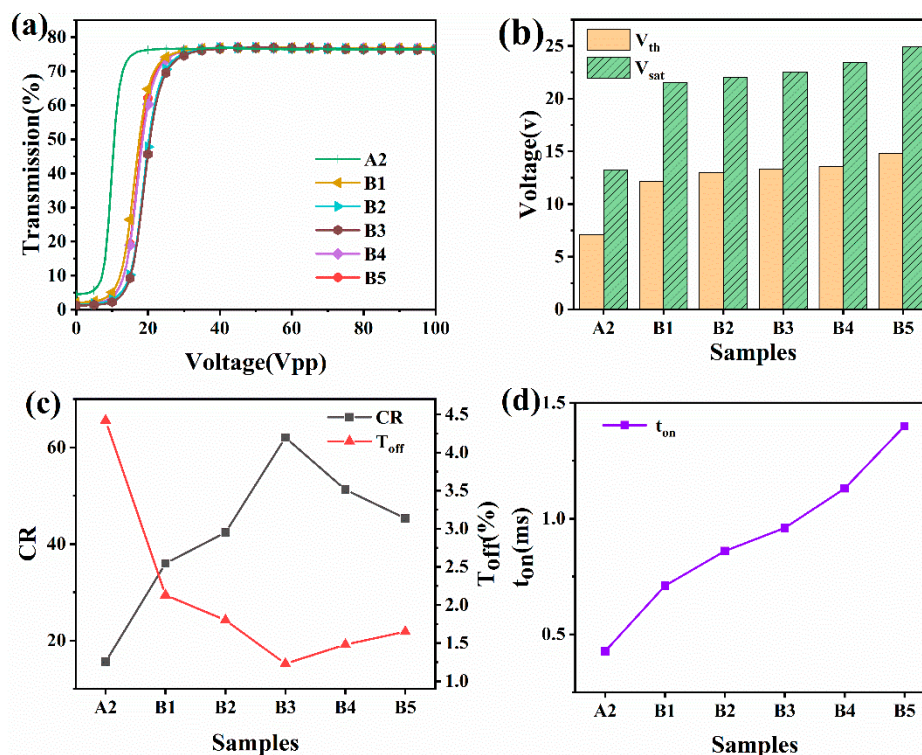 (a)
80
70
60
50
40
30
20
10
0
Transmission(%)
A2
B1
B2
B3
B4
B5
0 20 40 60 80 100
Voltage(Vpp)
(b)
Vth
Vsat
25
20
15
10
5
0
Voltage(v)
A2 B1 B2 B3 B4 B5
Samples
(c)
CR
Toff
60
40
20
CR
4.5
4.0
3.5
3.0
2.5
2.0
1.5
1.0
Toff(%)
A2 B1 B2 B3 B4 B5
Samples
(d)
ton
1.5
1.0
0.5
ton(ms)
A2 B1 B2 B3 B4 B5
Samples